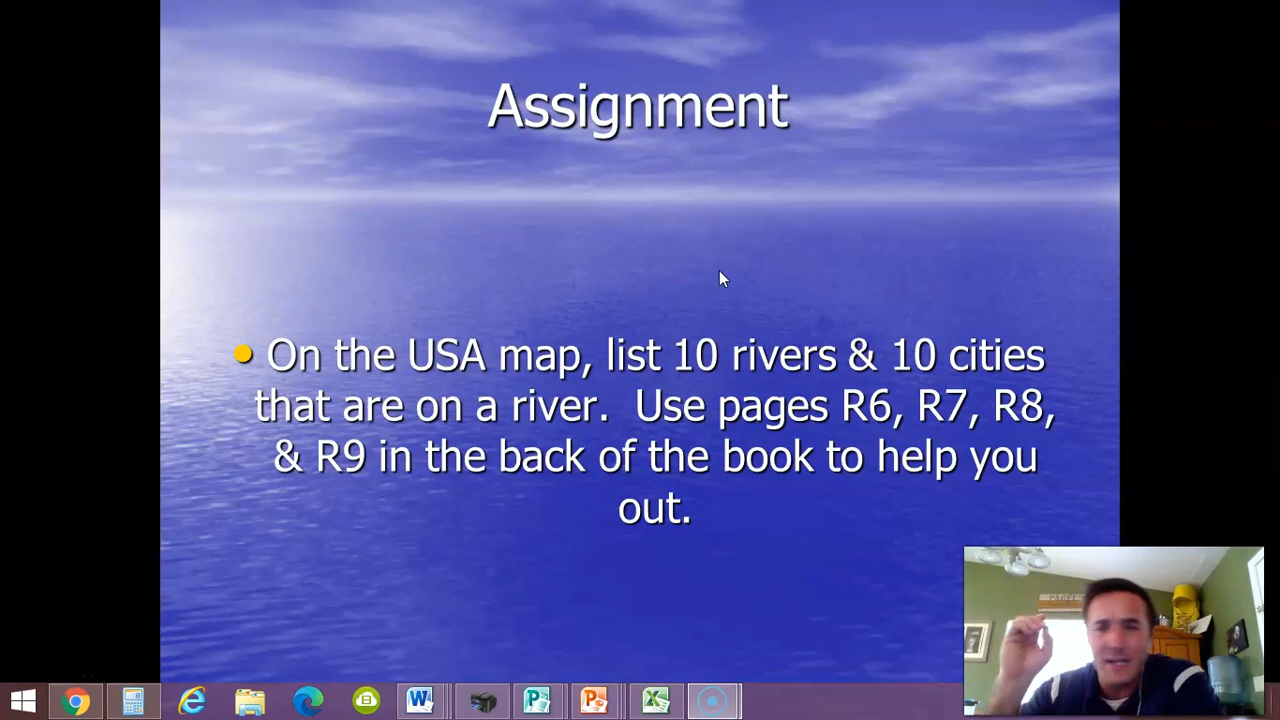 Assignment
On the USA map, list 10 rivers & 10 cities
that are on a river. Use pages R6, R7, R8,
& R9 in the back of the book to help you
out.